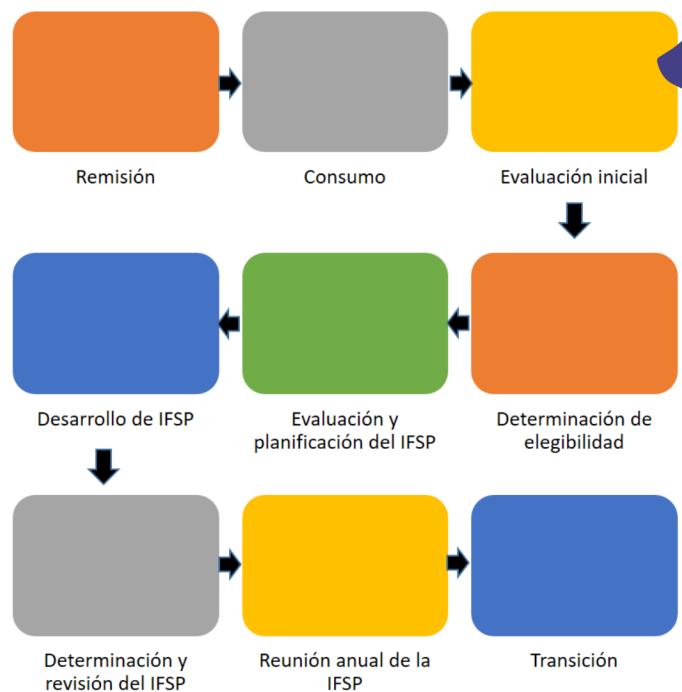 Remisión
Consumo
Evaluación inicial
Desarrollo de IFSP
Evaluación y
planificación del IFSP
Determinación de
elegibilidad
Determinación y
revisión del IFSP
Reunión anual de la
IFSP
Transición